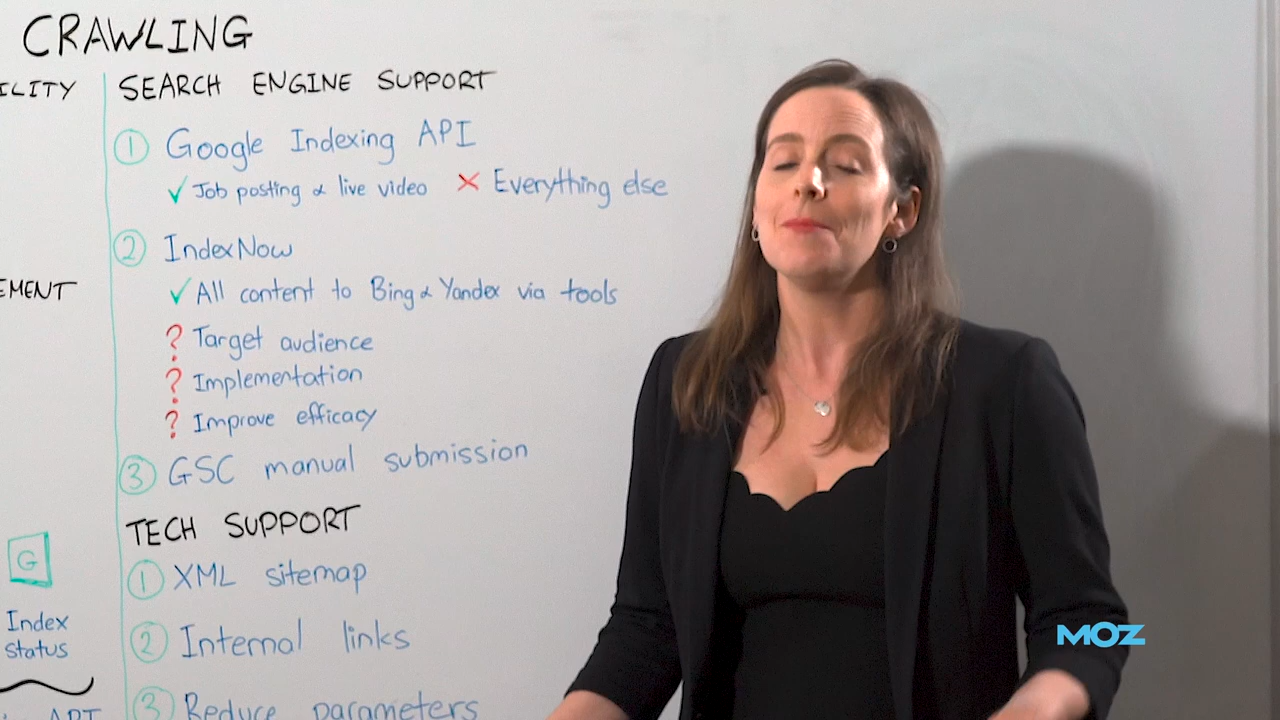 CRAWLING
ILITY
SEARCH ENGINE SUPPORT
① Google Indexing API
✓ Job posting & live video ✗ Everything else
② IndexNow
EMENT
✓ All content to Bing & Yandex via tools
? Target audience
? Implementation
? Improve efficacy
③ GSC manual submission
TECH SUPPORT
G
① XML sitemap
Index
status
② Internal links
MOZ
③ Reduce parameters
API